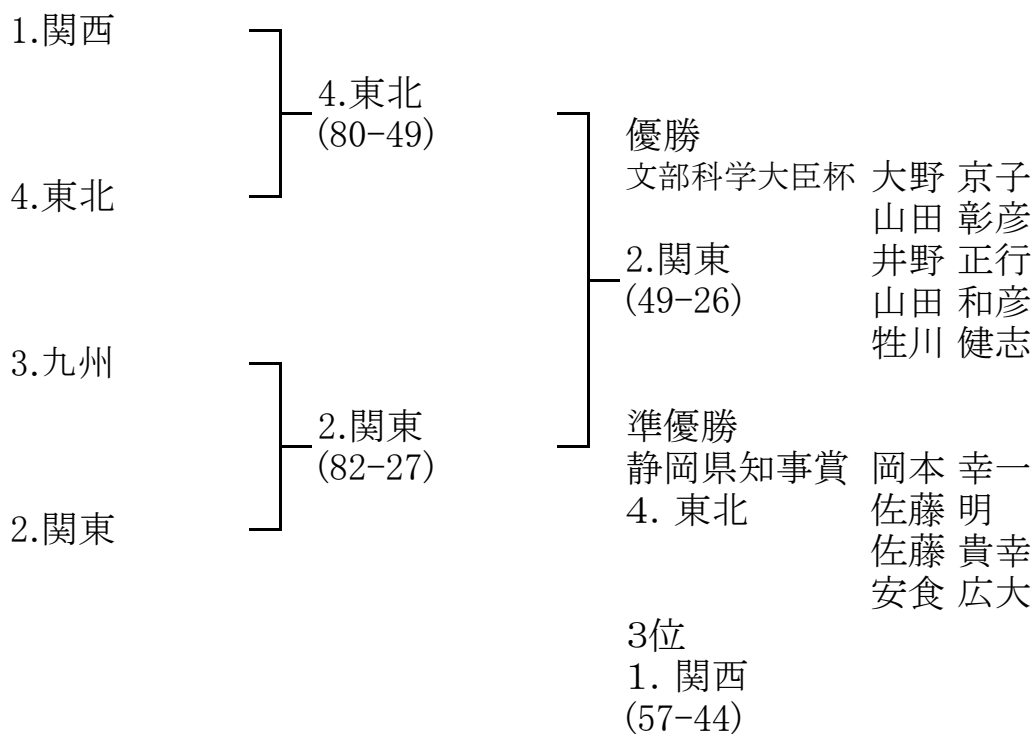 1.関西
4.東北
(80-49)
4.東北
3.九州
2.関東
(82-27)
2.関東
優勝
文部科学大臣杯 大野 京子
山田 彰彦
2.関東 井野 正行
(49-26) 山田 和彦
牲川 健志
準優勝
静岡県知事賞 岡本 幸一
4. 東北 佐藤 明
佐藤 貴幸
安食 広大
3位
1. 関西
(57-44)